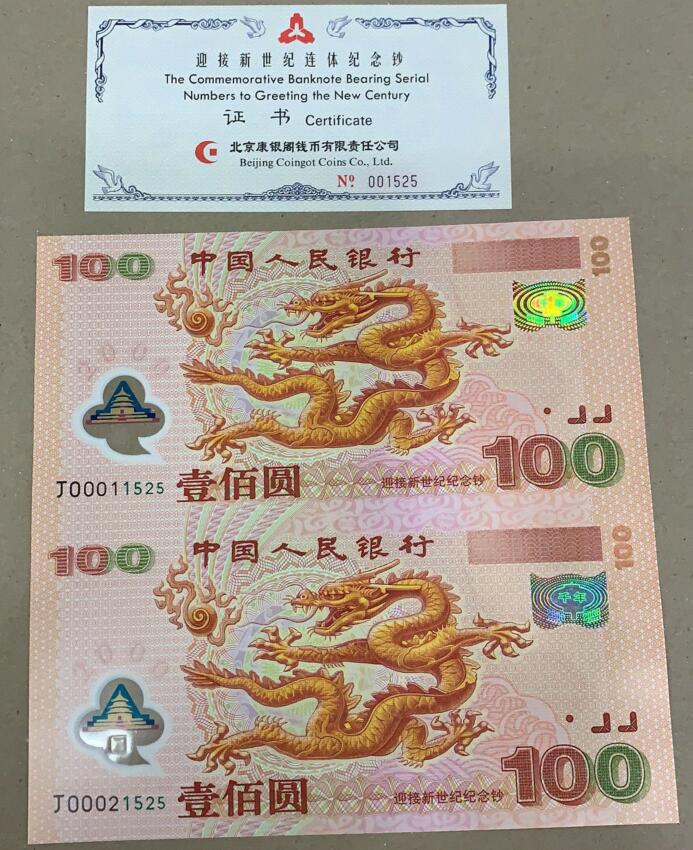 迎接新世纪连体纪念钞
The Commemorative Banknote Bearing Serial
Numbers to Greeting the New Century
证书 Certificate
北京康银阁钱币有限责任公司
Beijing Coingot Coins Co., Ltd.
Nº 001525
100 中国人民银行
100
2000
J00011525 壹佰圆 迎接新世纪纪念钞 100
100 中国人民银行
100
千年
2000
J00021525 壹佰圆 迎接新世纪纪念钞 100